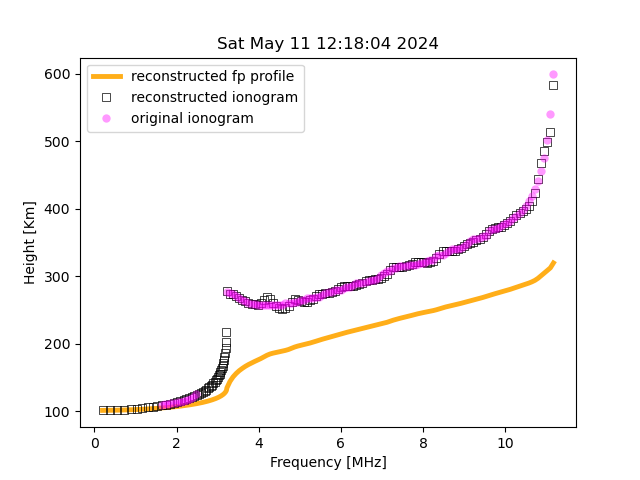 Sat May 11 12:18:04 2024
reconstructed fp profile
reconstructed ionogram
original ionogram
600
500
400
300
200
100
Height [Km]
0 2 4 6 8 10
Frequency [MHz]